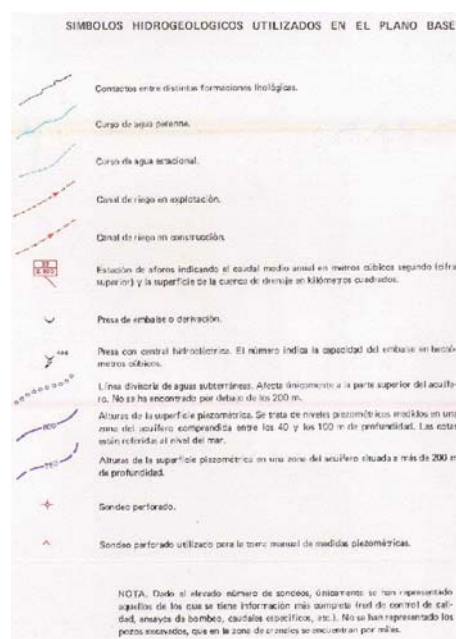 SIMBOLOS HIDROGEOLOGICOS UTILIZADOS EN EL PLANO BASE
Contactos entre distintas formaciones litológicas.
Curso de agua perenne.
Curso de agua estacional.
Canal de riego en explotación.
Canal de riego en construcción.
Estación de aforos indicando el caudal medio anual en metros cúbicos segundo (cifra
superior) y la superficie de la cuenca de drenaje en kilómetros cuadrados.
Presa de embalse o derivación.
Presa con central hidroeléctrica. El número indica la capacidad del embalse en hectó-
metros cúbicos.
Línea divisoria de aguas subterráneas. Afecta únicamente a la parte superior del acuífe-
ro. No se ha encontrado por debajo de los 200 m.
Alturas de la superficie piezométrica. Se trata de niveles piezométricos medidos en una
zona del acuífero comprendida entre los 40 y los 100 m de profundidad. Las cotas
están referidas al nivel del mar.
Alturas de la superficie piezométrica en una zona del acuífero situada a más de 200 m
de profundidad.
Sondeo perforado.
Sondeo perforado utilizado para la toma manual de medidas piezométricas.
NOTA. Dado el elevado número de sondeos, únicamente se han representado
aquellos de los que se tiene información más completa (red de control de cali-
dad, ensayos de bombeo, caudales específicos, etc.). No se han representado los
pozos excavados, que en la zona de se encuentran por miles.